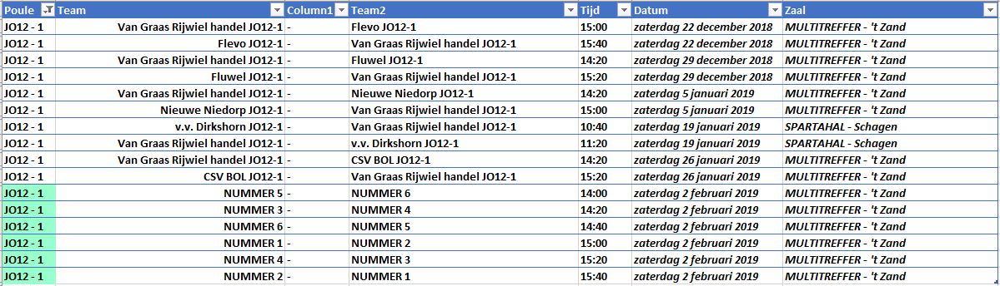 Poule Team Column1 Team2 Tijd Datum Zaal
JO12 - 1 Van Graas Rijwiel handel JO12-1 - Flevo JO12-1 15:00 zaterdag 22 december 2018 MULTITREFFER - 't Zand
JO12 - 1 Flevo JO12-1 - Van Graas Rijwiel handel JO12-1 15:40 zaterdag 22 december 2018 MULTITREFFER - 't Zand
JO12 - 1 Van Graas Rijwiel handel JO12-1 - Fluwel JO12-1 14:20 zaterdag 29 december 2018 MULTITREFFER - 't Zand
JO12 - 1 Fluwel JO12-1 - Van Graas Rijwiel handel JO12-1 15:20 zaterdag 29 december 2018 MULTITREFFER - 't Zand
JO12 - 1 Van Graas Rijwiel handel JO12-1 - Nieuwe Niedorp JO12-1 14:20 zaterdag 5 januari 2019 MULTITREFFER - 't Zand
JO12 - 1 Nieuwe Niedorp JO12-1 - Van Graas Rijwiel handel JO12-1 15:00 zaterdag 5 januari 2019 MULTITREFFER - 't Zand
JO12 - 1 v.v. Dirkshorn JO12-1 - Van Graas Rijwiel handel JO12-1 10:40 zaterdag 19 januari 2019 SPARTAHAL - Schagen
JO12 - 1 Van Graas Rijwiel handel JO12-1 - v.v. Dirkshorn JO12-1 11:20 zaterdag 19 januari 2019 SPARTAHAL - Schagen
JO12 - 1 Van Graas Rijwiel handel JO12-1 - CSV BOL JO12-1 14:20 zaterdag 26 januari 2019 MULTITREFFER - 't Zand
JO12 - 1 CSV BOL JO12-1 - Van Graas Rijwiel handel JO12-1 15:20 zaterdag 26 januari 2019 MULTITREFFER - 't Zand
JO12 - 1 NUMMER 5 - NUMMER 6 14:00 zaterdag 2 februari 2019 MULTITREFFER - 't Zand
JO12 - 1 NUMMER 3 - NUMMER 4 14:20 zaterdag 2 februari 2019 MULTITREFFER - 't Zand
JO12 - 1 NUMMER 6 - NUMMER 5 14:40 zaterdag 2 februari 2019 MULTITREFFER - 't Zand
JO12 - 1 NUMMER 1 - NUMMER 2 15:00 zaterdag 2 februari 2019 MULTITREFFER - 't Zand
JO12 - 1 NUMMER 4 - NUMMER 3 15:20 zaterdag 2 februari 2019 MULTITREFFER - 't Zand
JO12 - 1 NUMMER 2 - NUMMER 1 15:40 zaterdag 2 februari 2019 MULTITREFFER - 't Zand